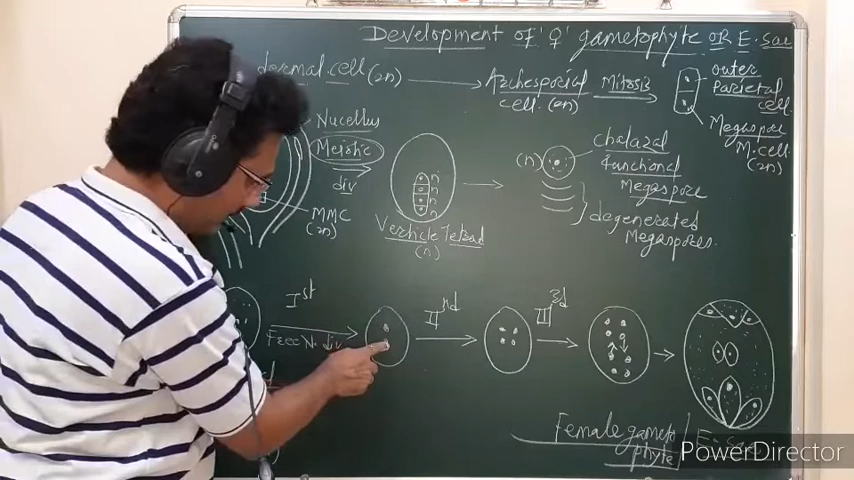 Development of '♀' gametophyte OR E. sac
dermal cell (2n)
Archesporial
cell. (2n)
Mitosis
outer
Parietal
cell.
Megaspore
M. cell
(2n)
Nucellus
Meiotic
div
MMC
(2n)
n
n
n
n
Verticle Tetrad
(n)
(n)
chalazal
functional
megaspore
degenerated
Megaspores.
Ist
Free N. div
IInd
3rd
Female gameto
phyte
E. Sac
PowerDirector